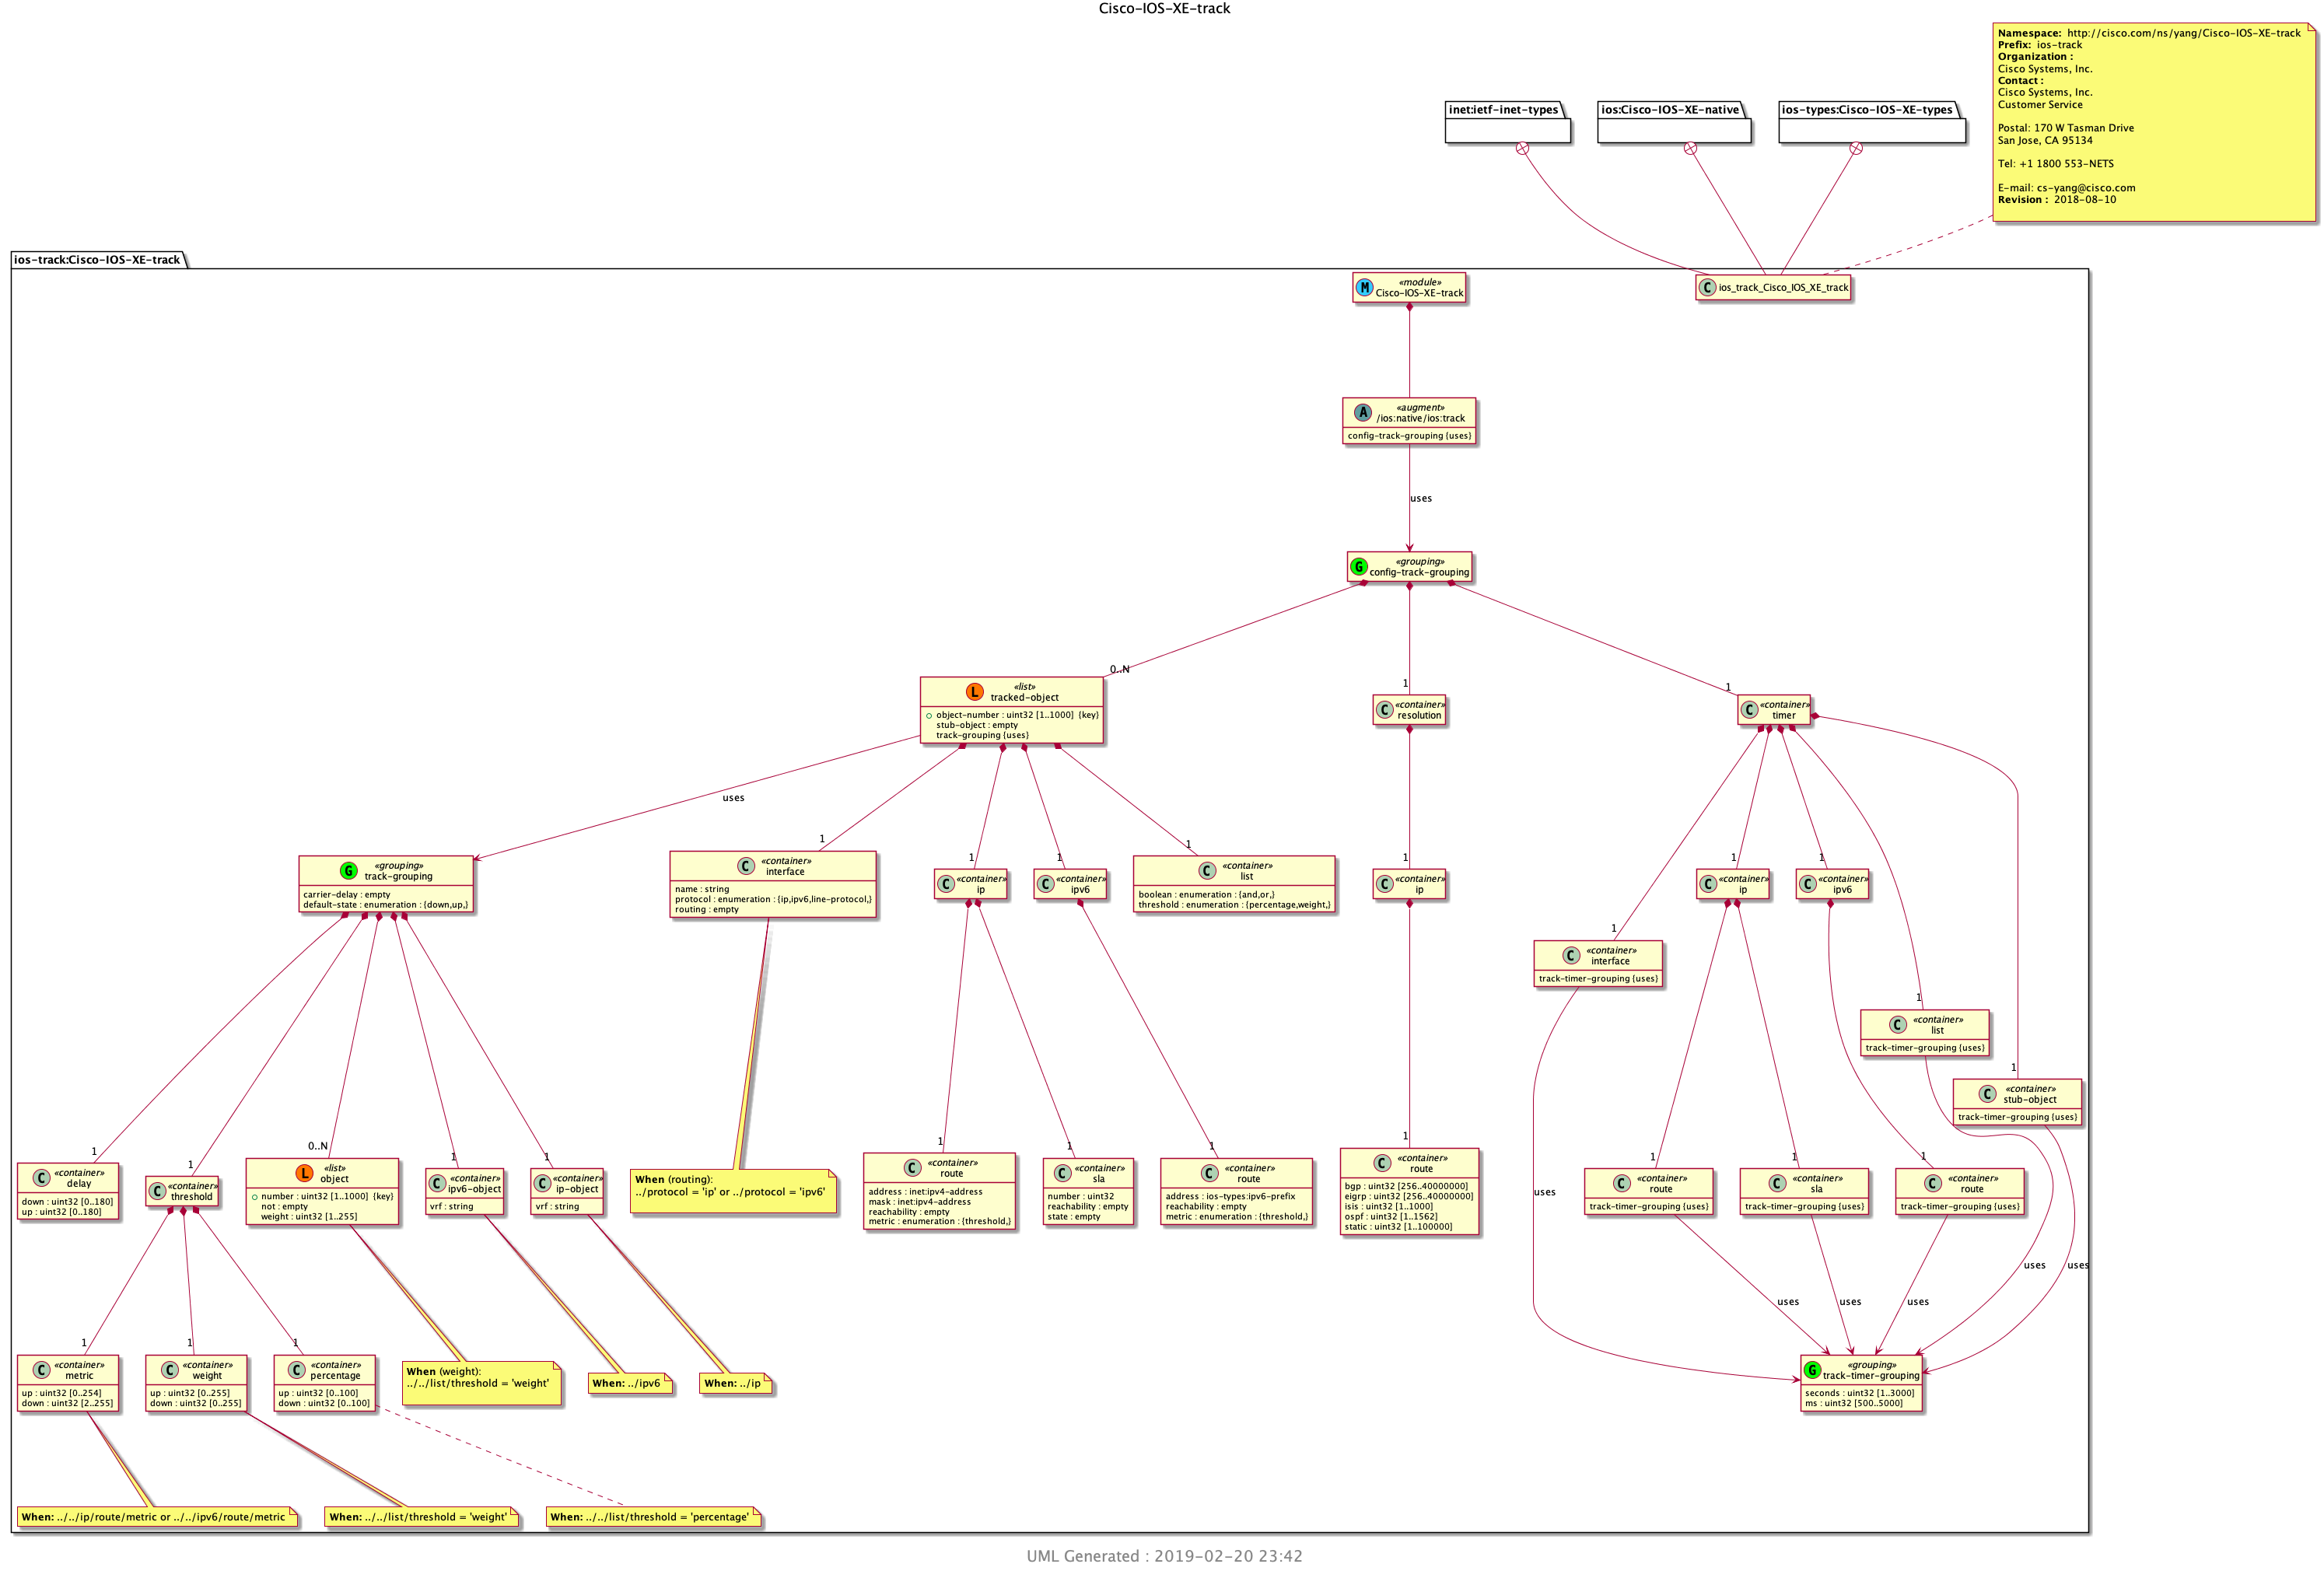 Cisco-IOS-XE-track
Namespace: http://cisco.com/ns/yang/Cisco-IOS-XE-track
Prefix: ios-track
Organization :
Cisco Systems, Inc.
Contact :
Cisco Systems, Inc.
Customer Service
Postal: 170 W Tasman Drive
San Jose, CA 95134
Tel: +1 1800 553-NETS
E-mail: cs-yang@cisco.com
Revision : 2018-08-10
inet:ietf-inet-types
ios:Cisco-IOS-XE-native
ios-types:Cisco-IOS-XE-types
ios-track:Cisco-IOS-XE-track
M
«module»
Cisco-IOS-XE-track
C
ios_track_Cisco_IOS_XE_track
A
«augment»
/ios:native/ios:track
config-track-grouping {uses}
uses
G
«grouping»
config-track-grouping
0..N
1
1
L
«list»
tracked-object
object-number : uint32 [1..1000] {key}
stub-object : empty
track-grouping {uses}
C
«container»
resolution
C
«container»
timer
uses
1
1
1
1
1
1
1
G
«grouping»
track-grouping
carrier-delay : empty
default-state : enumeration : {down,up,}
C
«container»
interface
name : string
protocol : enumeration : {ip,ipv6,line-protocol,}
routing : empty
C
«container»
ip
C
«container»
ipv6
C
«container»
list
boolean : enumeration : {and,or,}
threshold : enumeration : {percentage,weight,}
C
«container»
ip
C
«container»
ip
C
«container»
ipv6
1
C
«container»
interface
track-timer-grouping {uses}
1
C
«container»
list
track-timer-grouping {uses}
1
C
«container»
stub-object
track-timer-grouping {uses}
1
1
0..N
1
1
1
1
1
1
1
1
1
C
«container»
delay
down : uint32 [0..180]
up : uint32 [0..180]
C
«container»
threshold
L
«list»
object
number : uint32 [1..1000] {key}
not : empty
weight : uint32 [1..255]
C
«container»
ipv6-object
vrf : string
C
«container»
ip-object
vrf : string
When (routing):
../protocol = 'ip' or ../protocol = 'ipv6'
C
«container»
route
address : inet:ipv4-address
mask : inet:ipv4-address
reachability : empty
metric : enumeration : {threshold,}
C
«container»
sla
number : uint32
reachability : empty
state : empty
C
«container»
route
address : ios-types:ipv6-prefix
reachability : empty
metric : enumeration : {threshold,}
C
«container»
route
bgp : uint32 [256..40000000]
eigrp : uint32 [256..40000000]
isis : uint32 [1..1000]
ospf : uint32 [1..1562]
static : uint32 [1..100000]
uses
C
«container»
route
track-timer-grouping {uses}
C
«container»
sla
track-timer-grouping {uses}
C
«container»
route
track-timer-grouping {uses}
uses
uses
uses
uses
uses
1
1
1
C
«container»
metric
up : uint32 [0..254]
down : uint32 [2..255]
C
«container»
weight
up : uint32 [0..255]
down : uint32 [0..255]
C
«container»
percentage
up : uint32 [0..100]
down : uint32 [0..100]
When (weight):
../../list/threshold = 'weight'
When: ../ipv6
When: ../ip
G
«grouping»
track-timer-grouping
seconds : uint32 [1..3000]
ms : uint32 [500..5000]
When: ../../ip/route/metric or ../../ipv6/route/metric
When: ../../list/threshold = 'weight'
When: ../../list/threshold = 'percentage'
UML Generated : 2019-02-20 23:42